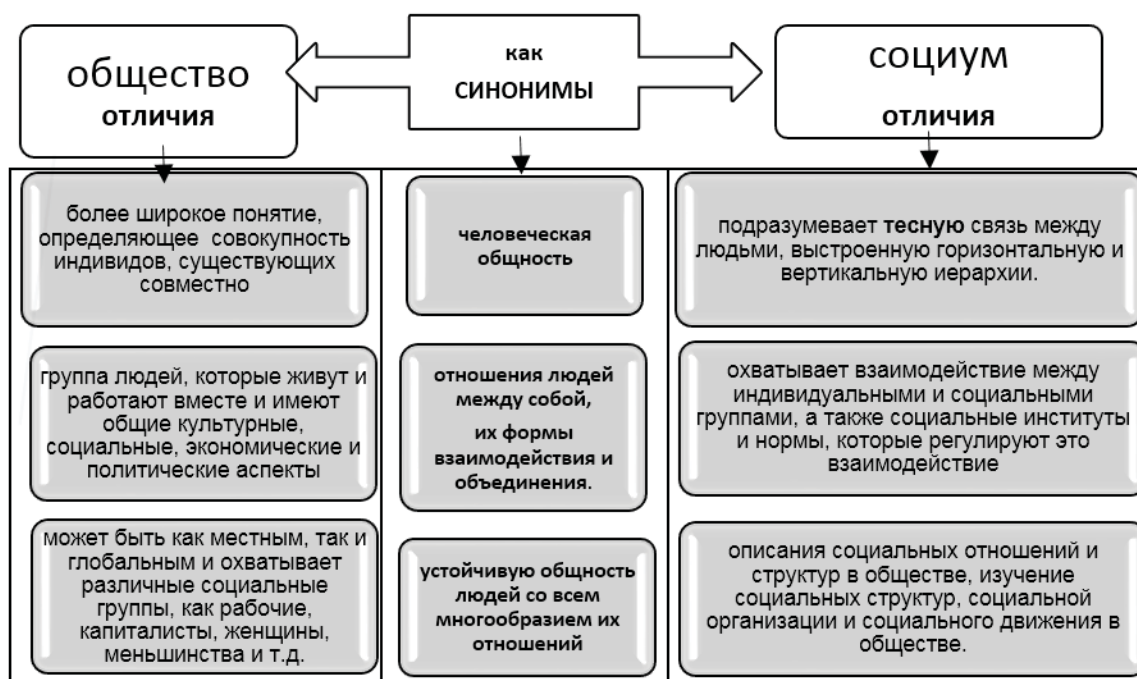 общество
отличия
как
СИНОНИМЫ
социум
отличия
более широкое понятие,
определяющее совокупность
индивидов, существующих
совместно
группа людей, которые живут и
работают вместе и имеют
общие культурные,
социальные, экономические и
политические аспекты
может быть как местным, так и
глобальным и охватывает
различные социальные
группы, как рабочие,
капиталисты, женщины,
меньшинства и т.д.
человеческая
общность
отношения людей
между собой,
их формы
взаимодействия и
объединения.
устойчивую общность
людей со всем
многообразием их
отношений
подразумевает тесную связь между
людьми, выстроенную горизонтальную и
вертикальную иерархии.
охватывает взаимодействие между
индивидуальными и социальными
группами, а также социальные институты
и нормы, которые регулируют это
взаимодействие
описания социальных отношений и
структур в обществе, изучение
социальных структур, социальной
организации и социального движения в
обществе.